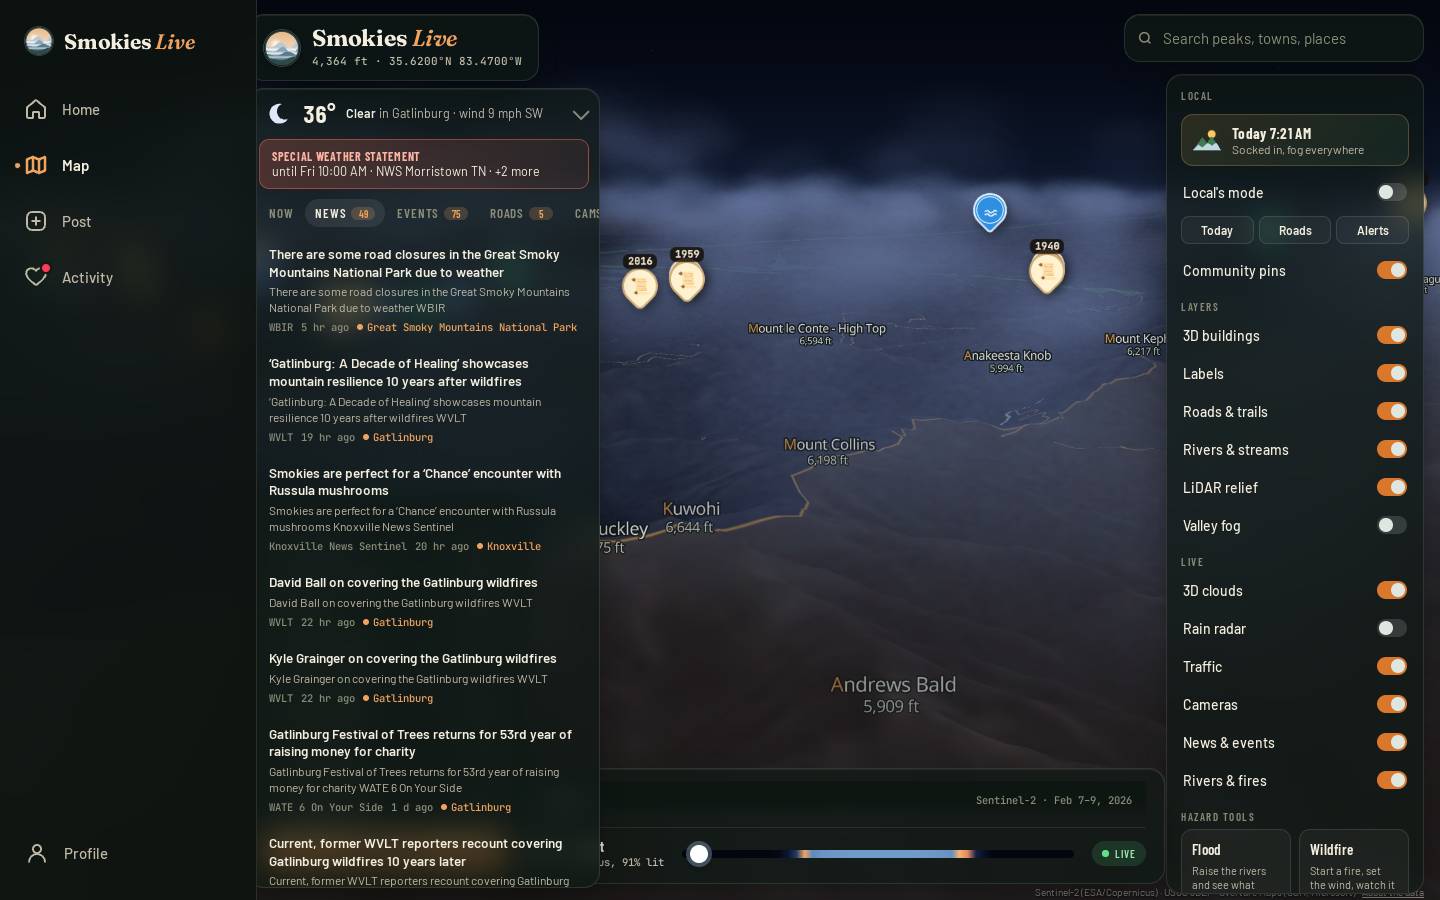 Smokies Live
Home
Map
Post
Activity
Profile
Smokies Live
4,364 ft · 35.6200°N 83.4700°W
36° Clear in Gatlinburg · wind 9 mph SW
SPECIAL WEATHER STATEMENT
until Fri 10:00 AM · NWS Morristown TN · +2 more
NOW NEWS 49 EVENTS 75 ROADS 5 CAMS
There are some road closures in the Great Smoky
Mountains National Park due to weather
There are some road closures in the Great Smoky Mountains
National Park due to weather WBIR
WBIR 5 hr ago Great Smoky Mountains National Park
‘Gatlinburg: A Decade of Healing’ showcases
mountain resilience 10 years after wildfires
‘Gatlinburg: A Decade of Healing’ showcases mountain
resilience 10 years after wildfires WVLT
WVLT 19 hr ago Gatlinburg
Smokies are perfect for a ‘Chance’ encounter with
Russula mushrooms
Smokies are perfect for a ‘Chance’ encounter with Russula
mushrooms Knoxville News Sentinel
Knoxville News Sentinel 20 hr ago Knoxville
David Ball on covering the Gatlinburg wildfires
David Ball on covering the Gatlinburg wildfires WVLT
WVLT 22 hr ago Gatlinburg
Kyle Grainger on covering the Gatlinburg wildfires
Kyle Grainger on covering the Gatlinburg wildfires WVLT
WVLT 22 hr ago Gatlinburg
Gatlinburg Festival of Trees returns for 53rd year of
raising money for charity
Gatlinburg Festival of Trees returns for 53rd year of raising
money for charity WATE 6 On Your Side
WATE 6 On Your Side 1 d ago Gatlinburg
Current, former WVLT reporters recount covering
Gatlinburg wildfires 10 years later
Current, former WVLT reporters recount covering Gatlinburg
2016
1959
1940
Mount le Conte - High Top
6,594 ft
Anakeesta Knob
5,994 ft
Mount Kepl
6,217 ft
Mount Collins
6,198 ft
Kuwohi
6,644 ft
uckley
75 ft
Andrews Bald
5,909 ft
Sentinel-2 · Feb 7-9, 2026
t
us, 91% lit
LIVE
Search peaks, towns, places
LOCAL
Today 7:21 AM
Socked in, fog everywhere
Local's mode
Today Roads Alerts
Community pins
LAYERS
3D buildings
Labels
Roads & trails
Rivers & streams
LiDAR relief
Valley fog
LIVE
3D clouds
Rain radar
Traffic
Cameras
News & events
Rivers & fires
HAZARD TOOLS
Flood
Raise the rivers
and see what
Wildfire
Start a fire, set
the wind, watch it
Sentinel-2 (ESA/Copernicus)